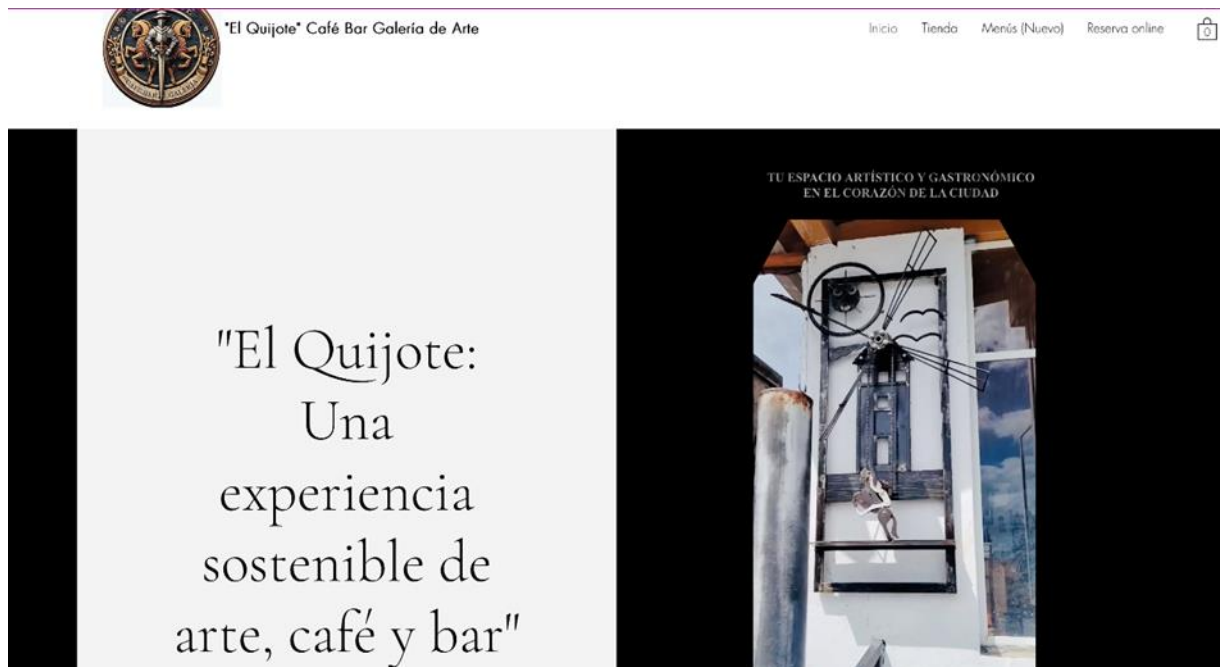 "El Quijote" Café Bar Galería de Arte
Inicio Tienda Menús (Nuevo) Reserva online 0
"El Quijote:
Una
experiencia
sostenible de
arte, café y bar"
TU ESPACIO ARTÍSTICO Y GASTRONÓMICO
EN EL CORAZÓN DE LA CIUDAD